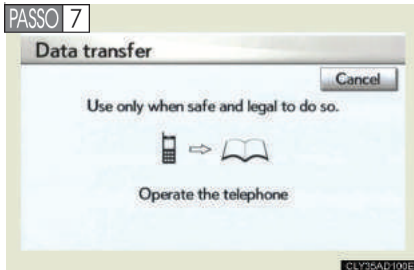 PASSO 7
Data transfer
Cancel
Use only when safe and legal to do so.
Operate the telephone
CLY35AD100E